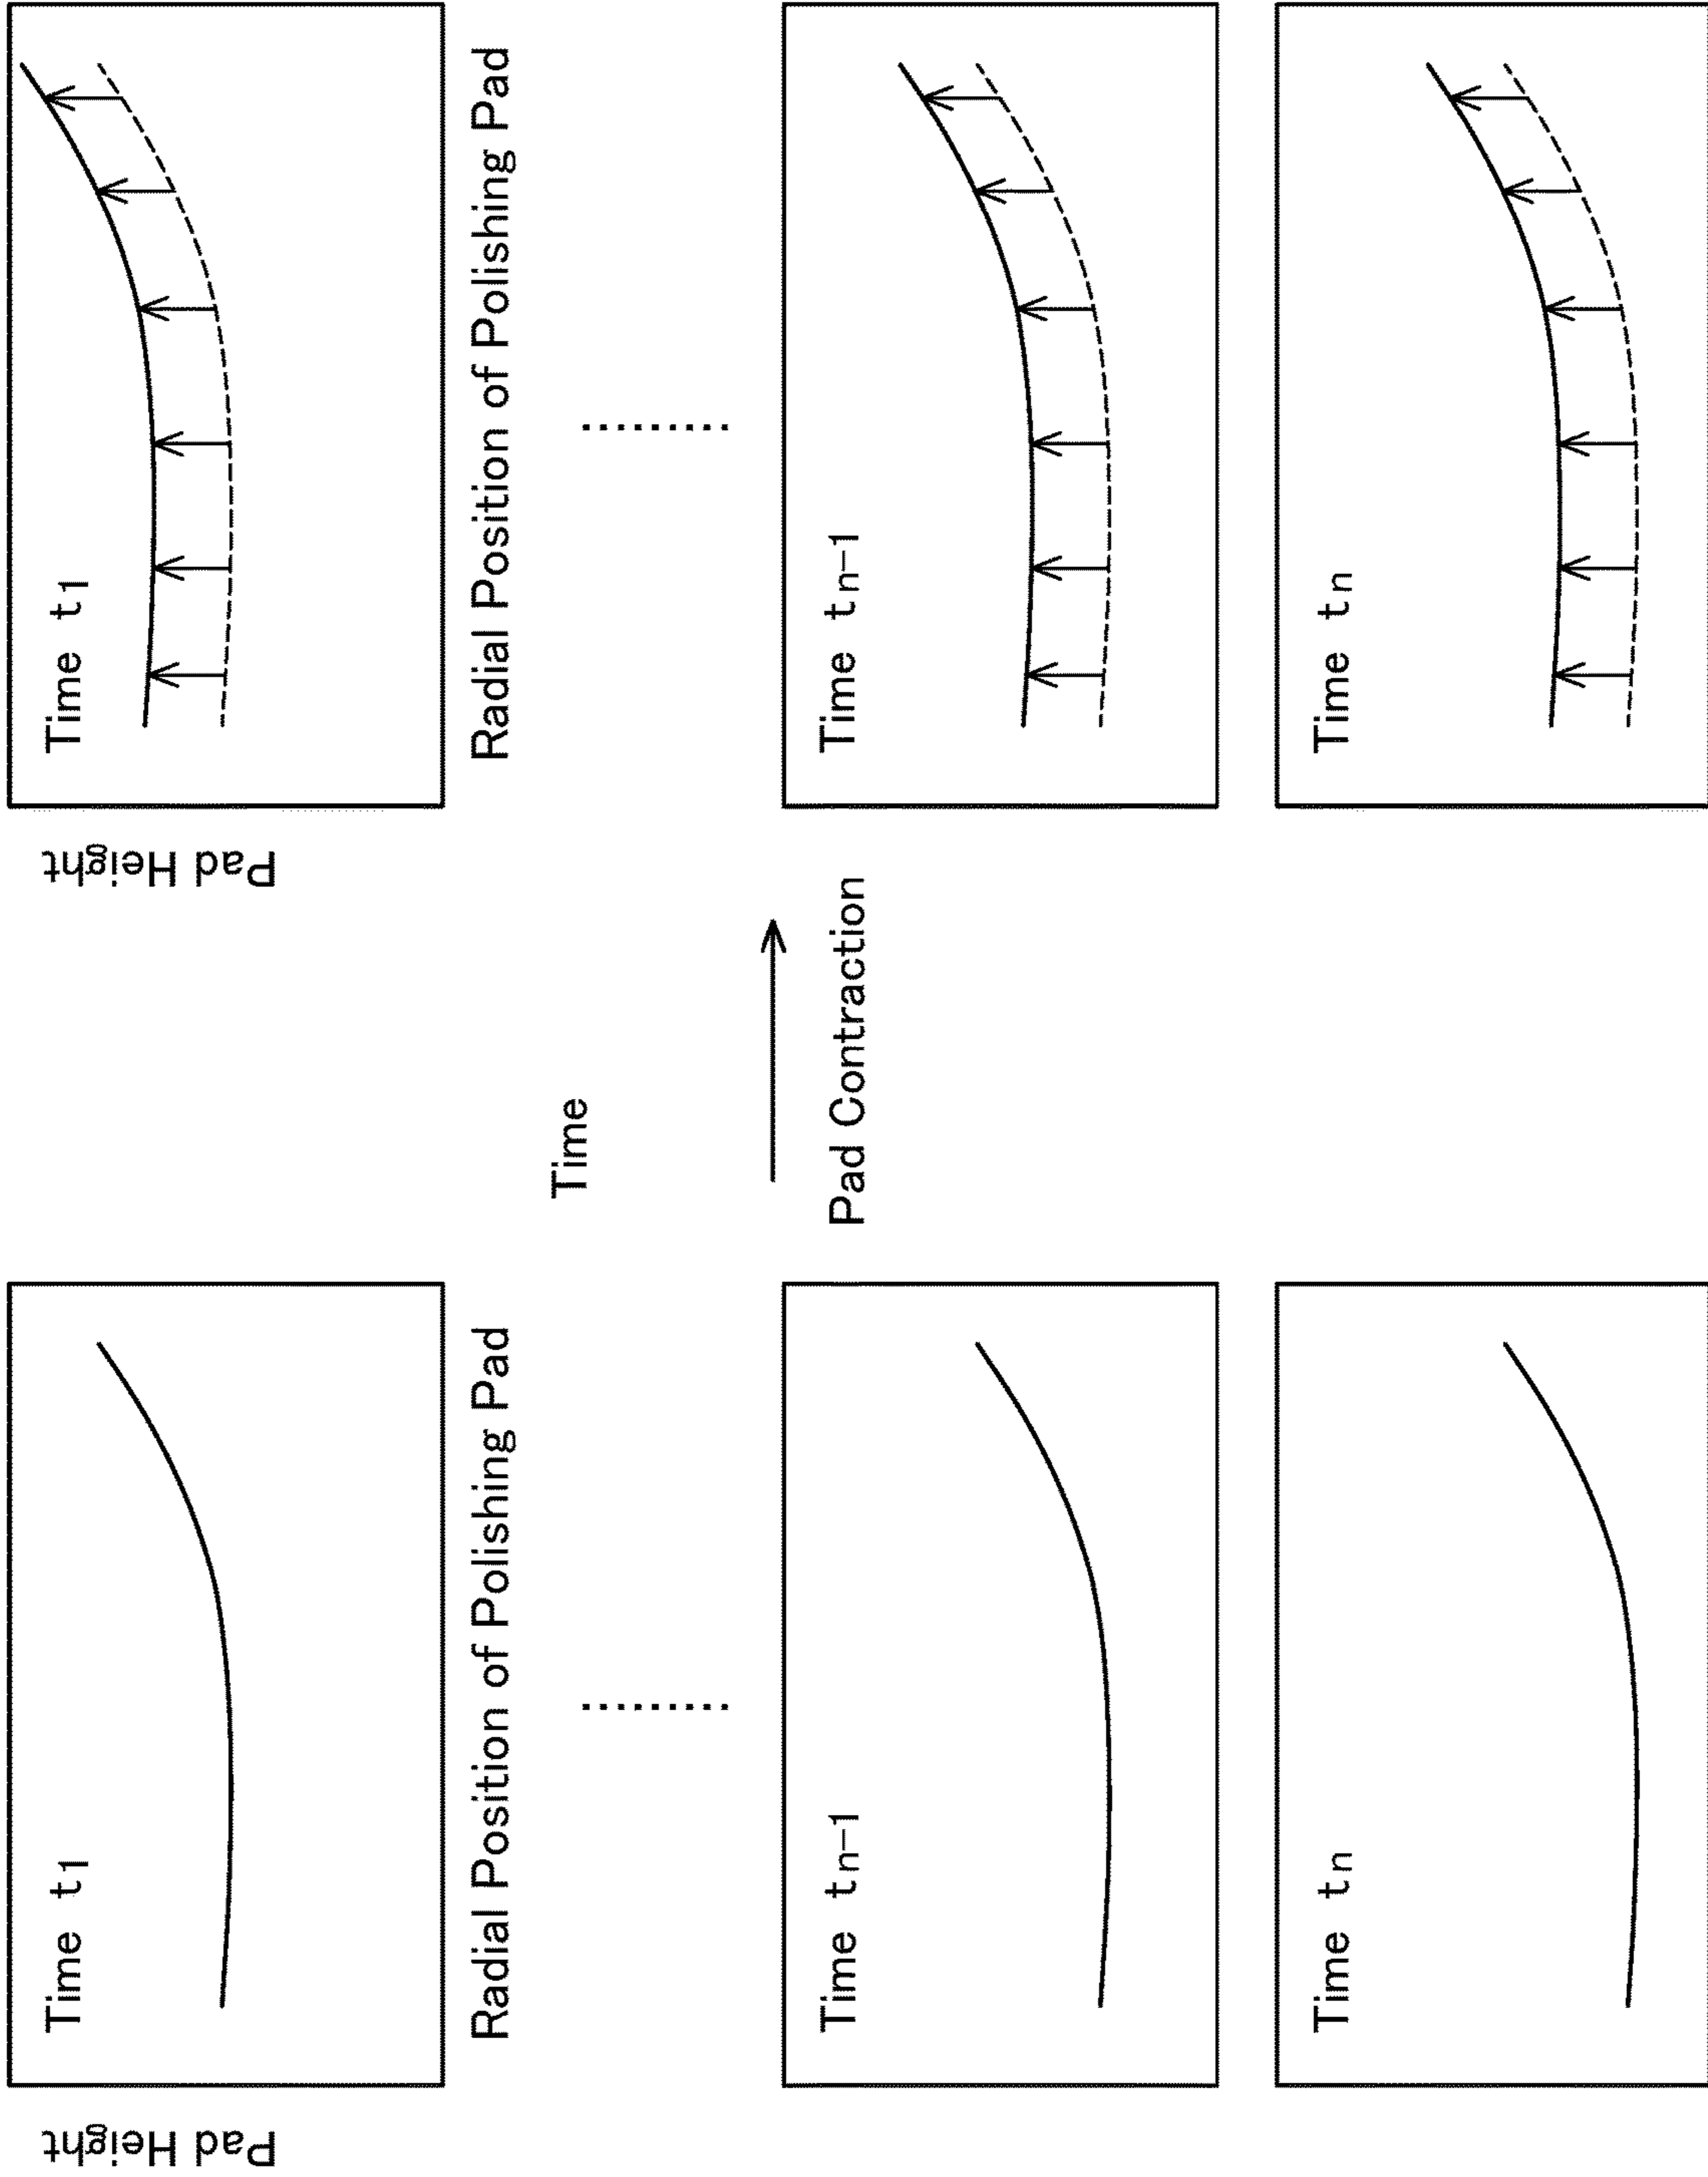 Pad Height
Time t1
Radial Position of Polishing Pad
Time tn-1
Time tn
Time
Pad Contraction
Pad Height
Time t1
Radial Position of Polishing Pad
Time tn-1
Time tn